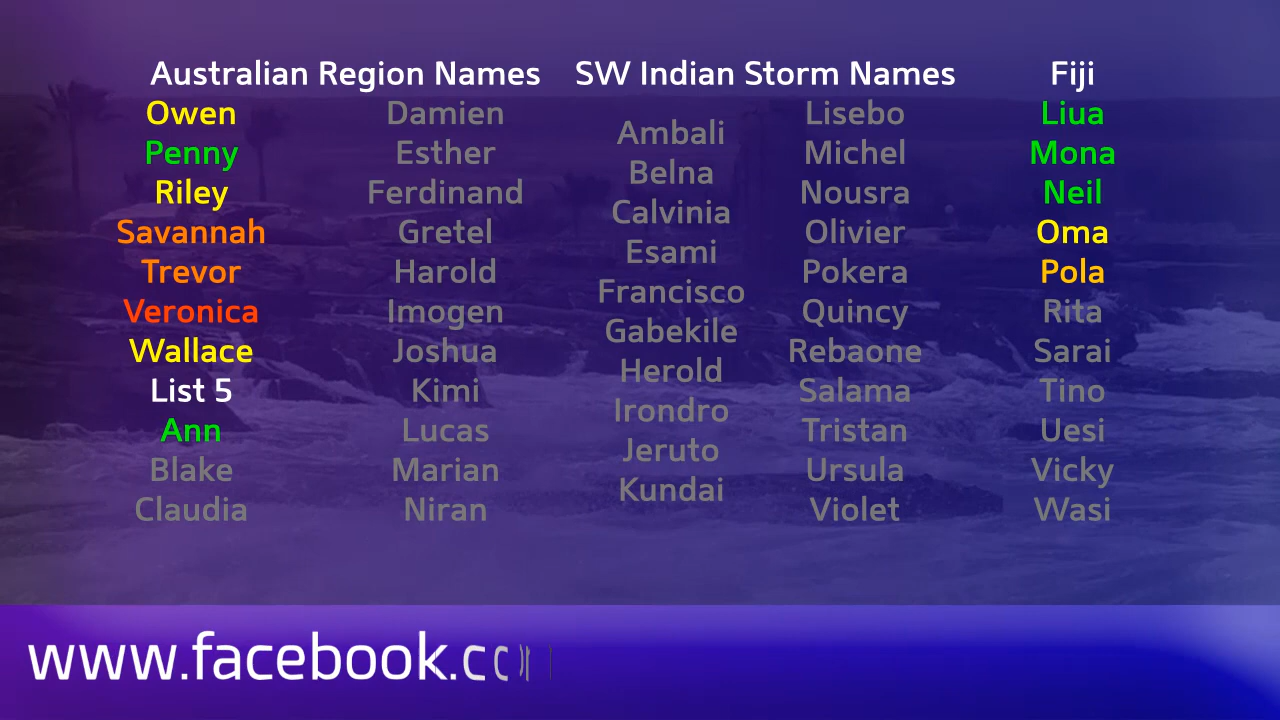 Australian Region Names
Owen
Penny
Riley
Savannah
Trevor
Veronica
Wallace
List 5
Ann
Blake
Claudia
Damien
Esther
Ferdinand
Gretel
Harold
Imogen
Joshua
Kimi
Lucas
Marian
Niran
SW Indian Storm Names
Ambali
Belna
Calvinia
Esami
Francisco
Gabekile
Herold
Irondro
Jeruto
Kundai
Lisebo
Michel
Nousra
Olivier
Pokera
Quincy
Rebaone
Salama
Tristan
Ursula
Violet
Fiji
Liua
Mona
Neil
Oma
Pola
Rita
Sarai
Tino
Uesi
Vicky
Wasi
www.facebook.co